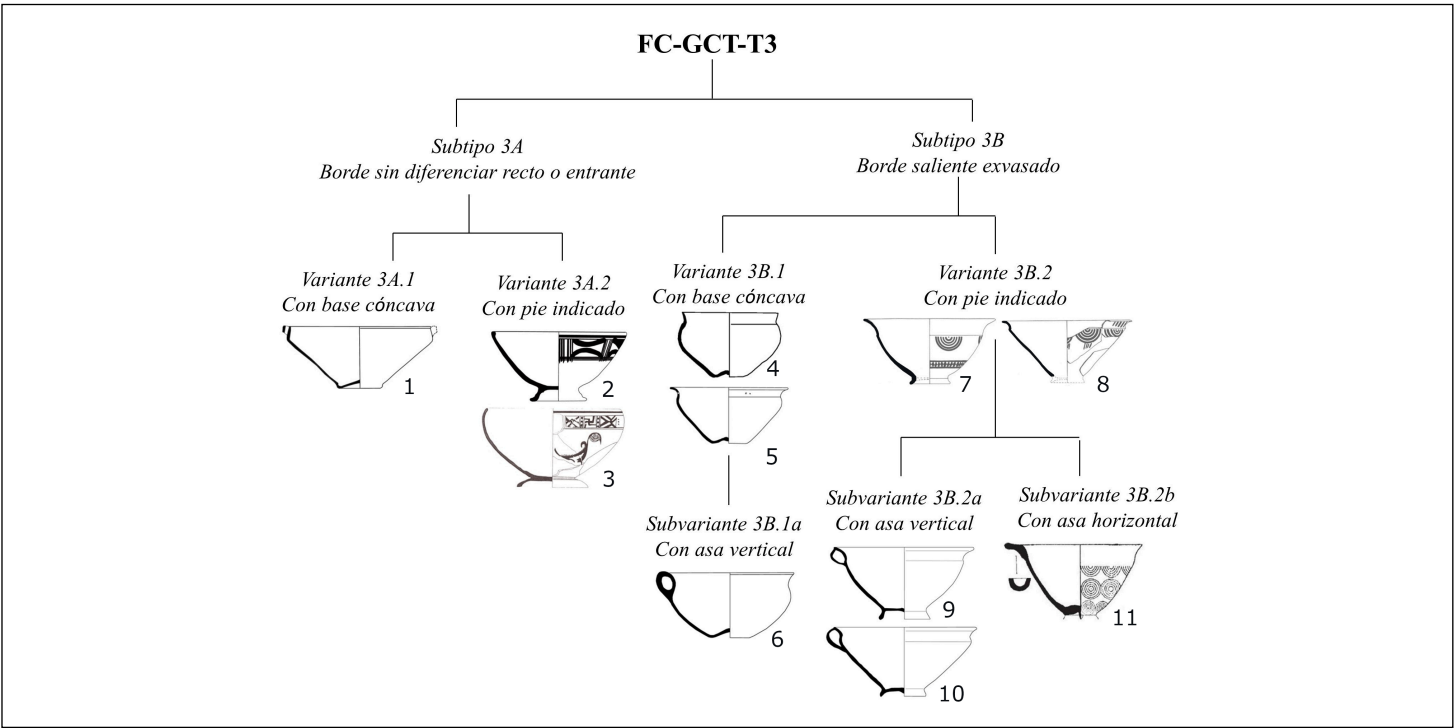 FC-GCT-T3
Subtipo 3A
Borde sin diferenciar recto o entrante
Subtipo 3B
Borde saliente exvasado
Variante 3A.1
Con base cóncava
Variante 3A.2
Con pie indicado
Variante 3B.1
Con base cóncava
Variante 3B.2
Con pie indicado
1
2
3
4
5
7
8
Subvariante 3B.1a
Con asa vertical
Subvariante 3B.2a
Con asa vertical
Subvariante 3B.2b
Con asa horizontal
6
9
10
11